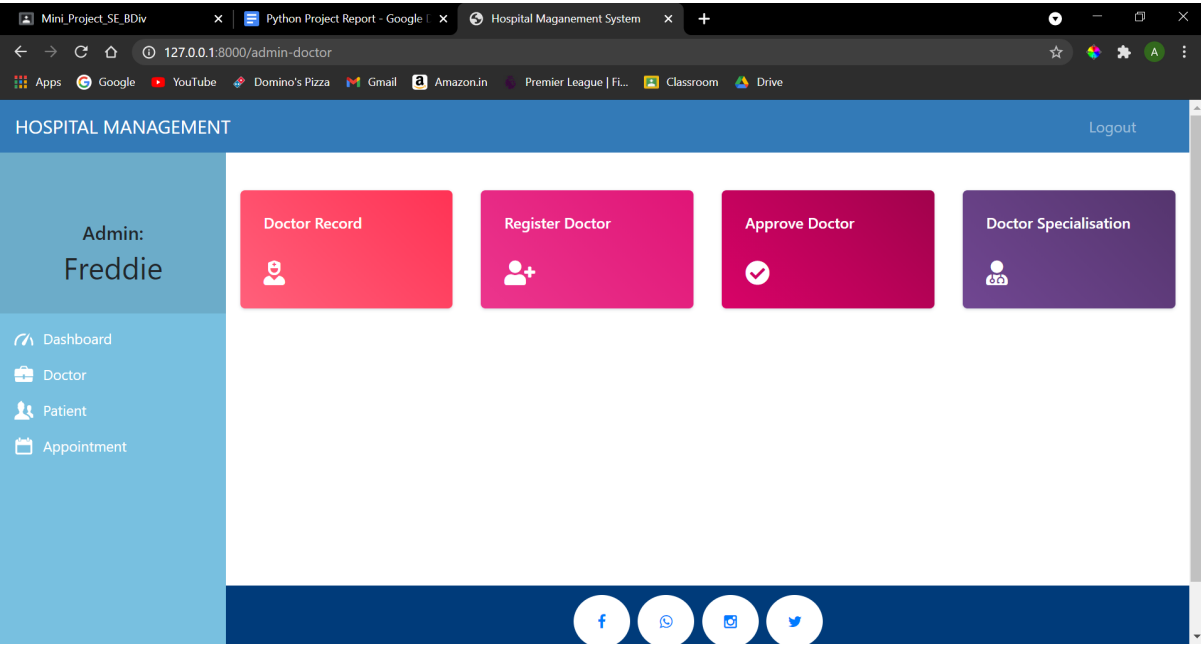 Mini_Project_SE_BDiv
Python Project Report - Google
Hospital Maganement System
127.0.0.1:8000/admin-doctor
A
Apps Google YouTube Domino's Pizza Gmail Amazon.in Premier League | Fi... Classroom Drive
HOSPITAL MANAGEMENT
Logout
Admin:
Freddie
Dashboard
Doctor
Patient
Appointment
Doctor Record
Register Doctor
Approve Doctor
Doctor Specialisation